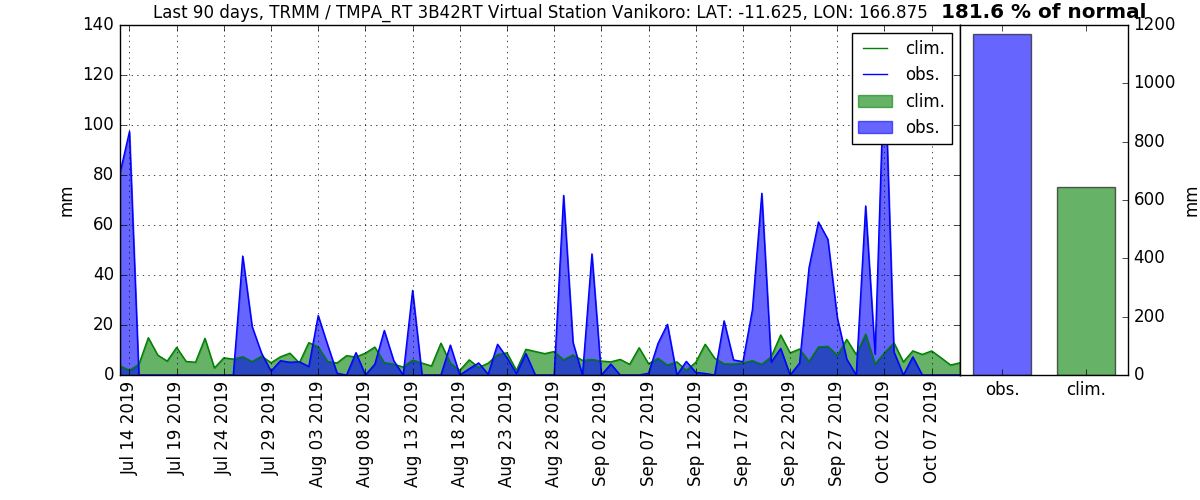 Last 90 days, TRMM / TMPA_RT 3B42RT Virtual Station Vanikoro: LAT: -11.625, LON: 166.875 181.6 % of normal
140
120
100
80
60
40
20
0
mm
clim.
obs.
clim.
obs.
Jul 14 2019
Jul 19 2019
Jul 24 2019
Jul 29 2019
Aug 03 2019
Aug 08 2019
Aug 13 2019
Aug 18 2019
Aug 23 2019
Aug 28 2019
Sep 02 2019
Sep 07 2019
Sep 12 2019
Sep 17 2019
Sep 22 2019
Sep 27 2019
Oct 02 2019
Oct 07 2019
1200
1000
800
600
400
200
0
mm
obs.
clim.